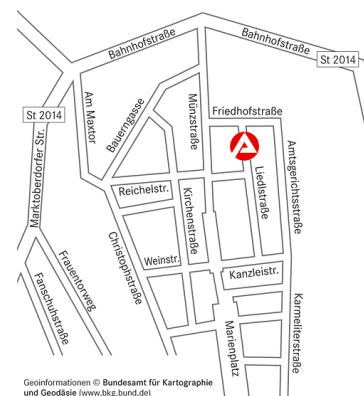 Bahnhofstraße
Bahnhofstraße
St 2014
St 2014
Am Maxtor
Bauerngasse
Münzstraße
Friedhofstraße
Marktoberdorfer Str.
Amtsgerichtsstraße
Liedlstraße
Reichelstr.
Kirchenstraße
Christophstraße
Weinstr.
Kanzleistr.
Frauentorweg
Fanschuhstraße
Marienplatz
Karmeliterstraße
Geoinformationen © Bundesamt für Kartographie
und Geodäsie (www.bkg.bund.de)